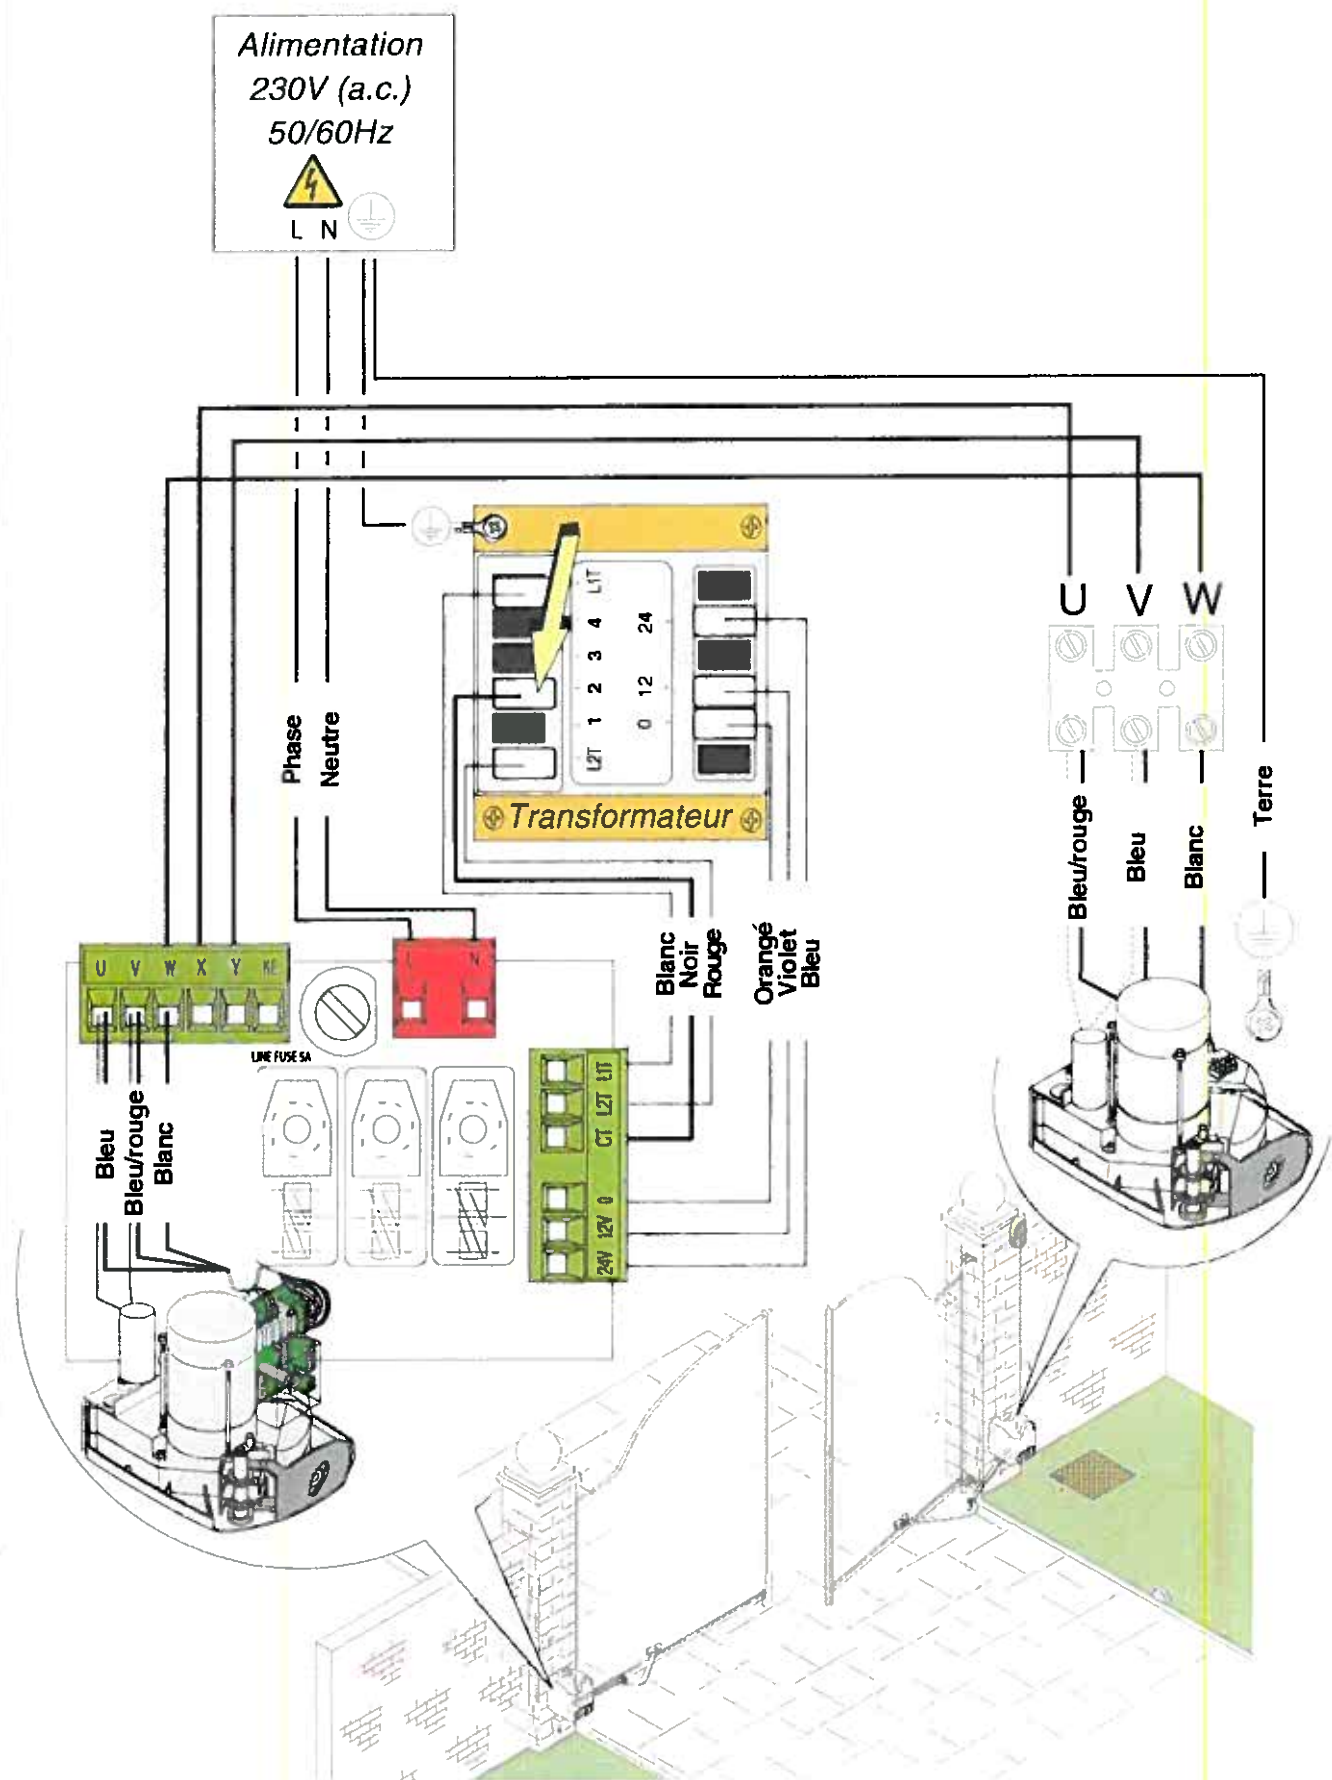 Alimentation
230V (a.c.)
50/60Hz
L N
Phase
Neutre
L1T
4
3
2
1
L2T
24
12
0
Transformateur
U V W
Bleu/rouge
Bleu
Blanc
Terre
U V W X Y
L N
Blanc
Noir
Rouge
Orangé
Violet
Bleu
LINE FUSE 5A
L1T
L2T
CT
0
12V
24V
Bleu
Bleu/rouge
Blanc